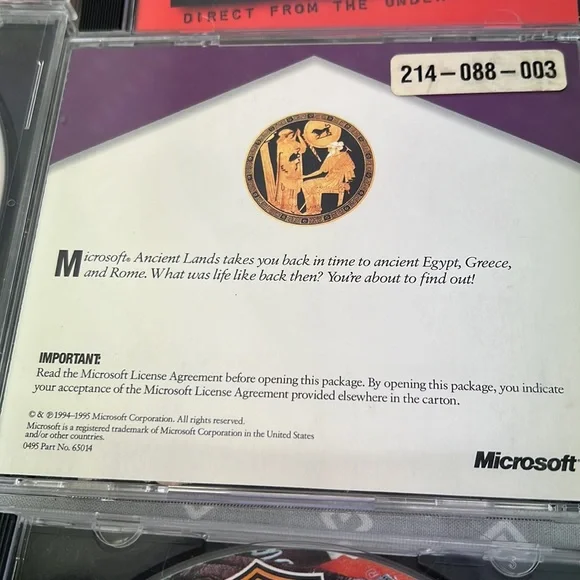 DIRECT FROM THE
214-088-003
Microsoft® Ancient Lands takes you back in time to ancient Egypt, Greece,
and Rome. What was life like back then? You're about to find out!
IMPORTANT:
Read the Microsoft License Agreement before opening this package. By opening this package, you indicate
your acceptance of the Microsoft License Agreement provided elsewhere in the carton.
© & ℗ 1994-1995 Microsoft Corporation. All rights reserved.
Microsoft is a registered trademark of Microsoft Corporation in the United States
and/or other countries.
0495 Part No. 65014
Microsoft